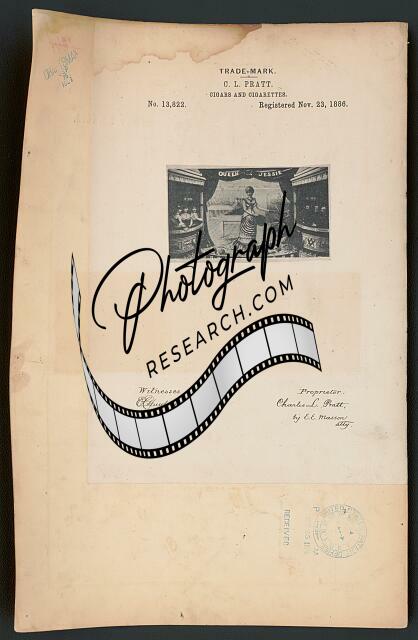 TRADE-MARK.
C. L. PRATT.
CIGARS AND CIGARETTES.
No. 13,822. Registered Nov. 23, 1886.
QUEEN JESSIE
Photograph
RESEARCH.COM
Witnesses
Proprietor.
Charles L. Pratt,
by E. E. Masson
atty.
RECEIVED